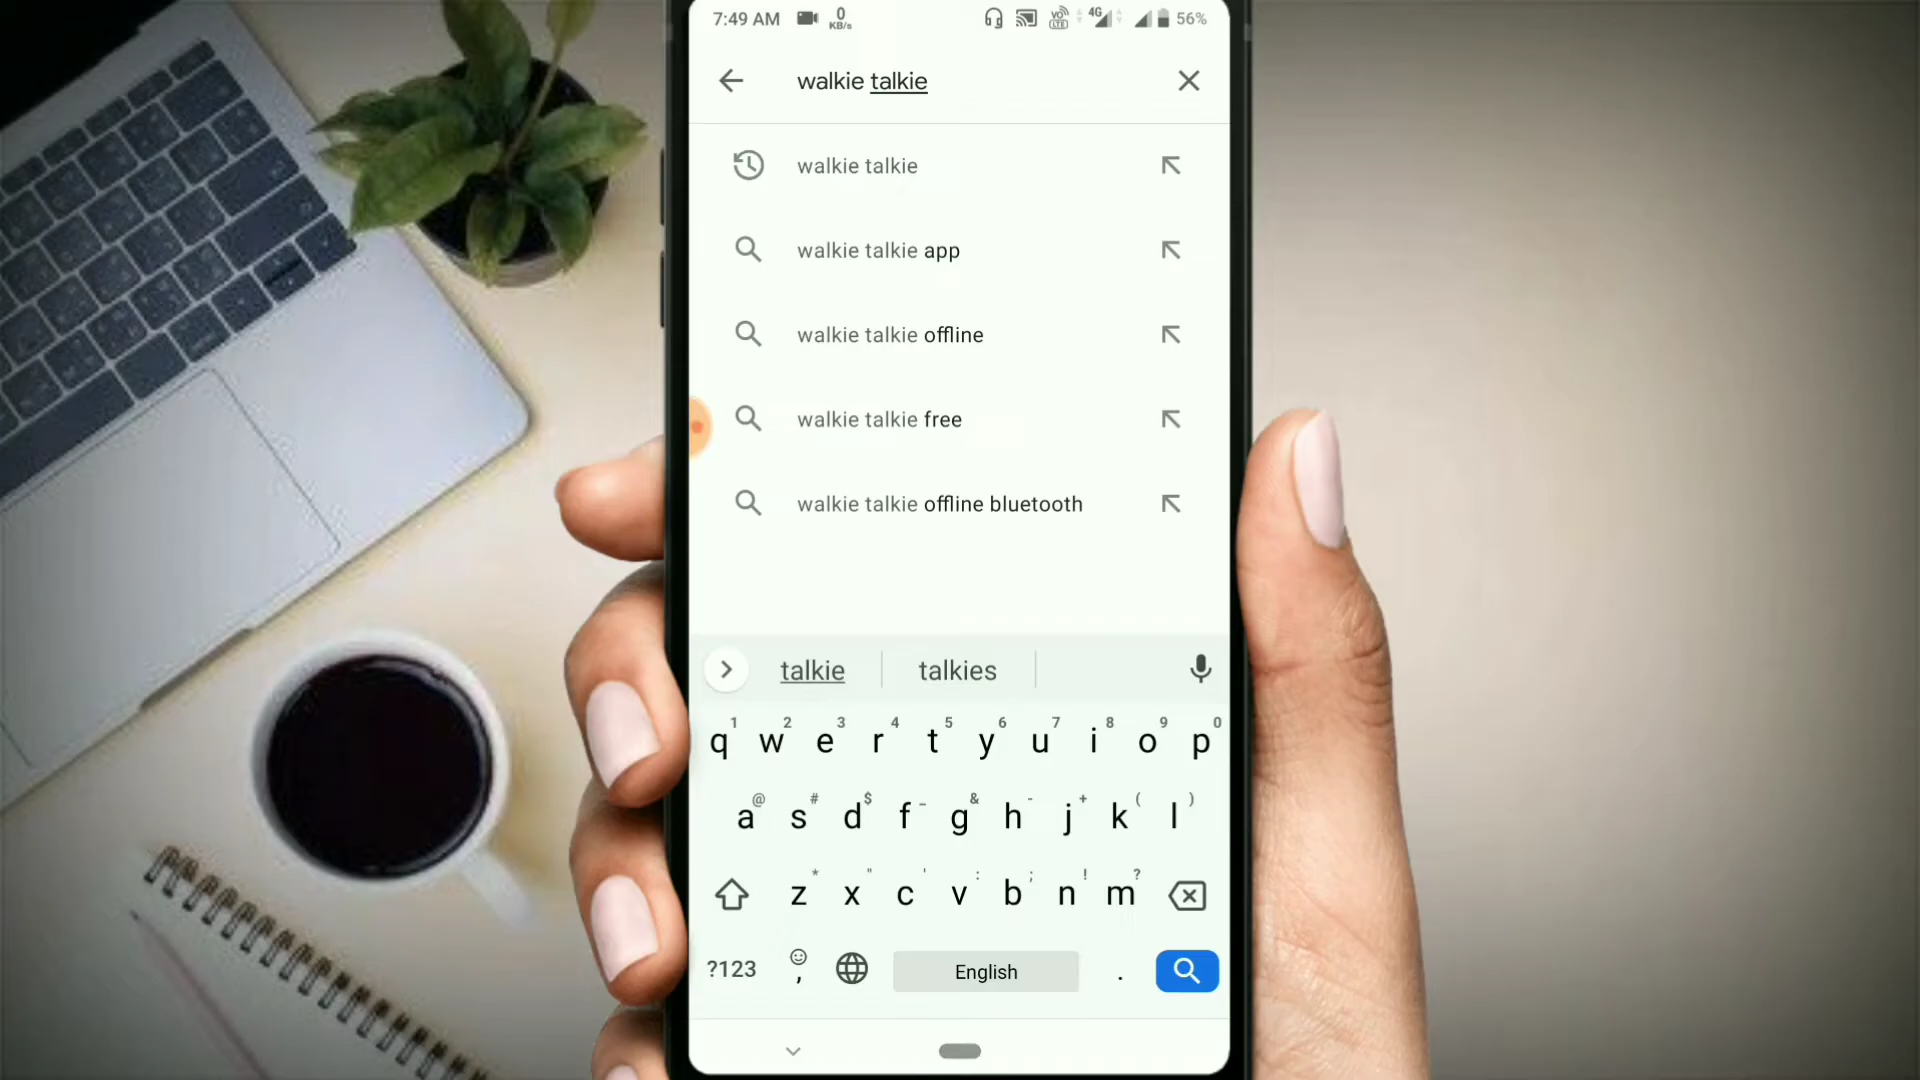 7:49 AM 0 KB/s VO LTE 4G 56%
walkie talkie
walkie talkie
walkie talkie app
walkie talkie offline
walkie talkie free
walkie talkie offline bluetooth
talkie talkies
1 2 3 4 5 6 7 8 9 0
q w e r t y u i o p
@ # $ _ & - + ( )
a s d f g h j k l
* " ' : ; ! ?
z x c v b n m
?123 , English .